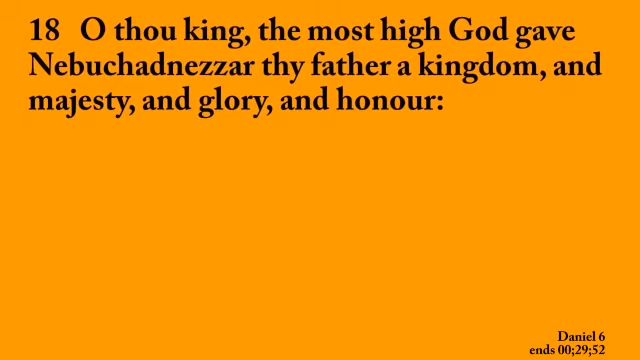 18 O thou king, the most high God gave
Nebuchadnezzar thy father a kingdom, and
majesty, and glory, and honour:
Daniel 6
ends 00;29;52